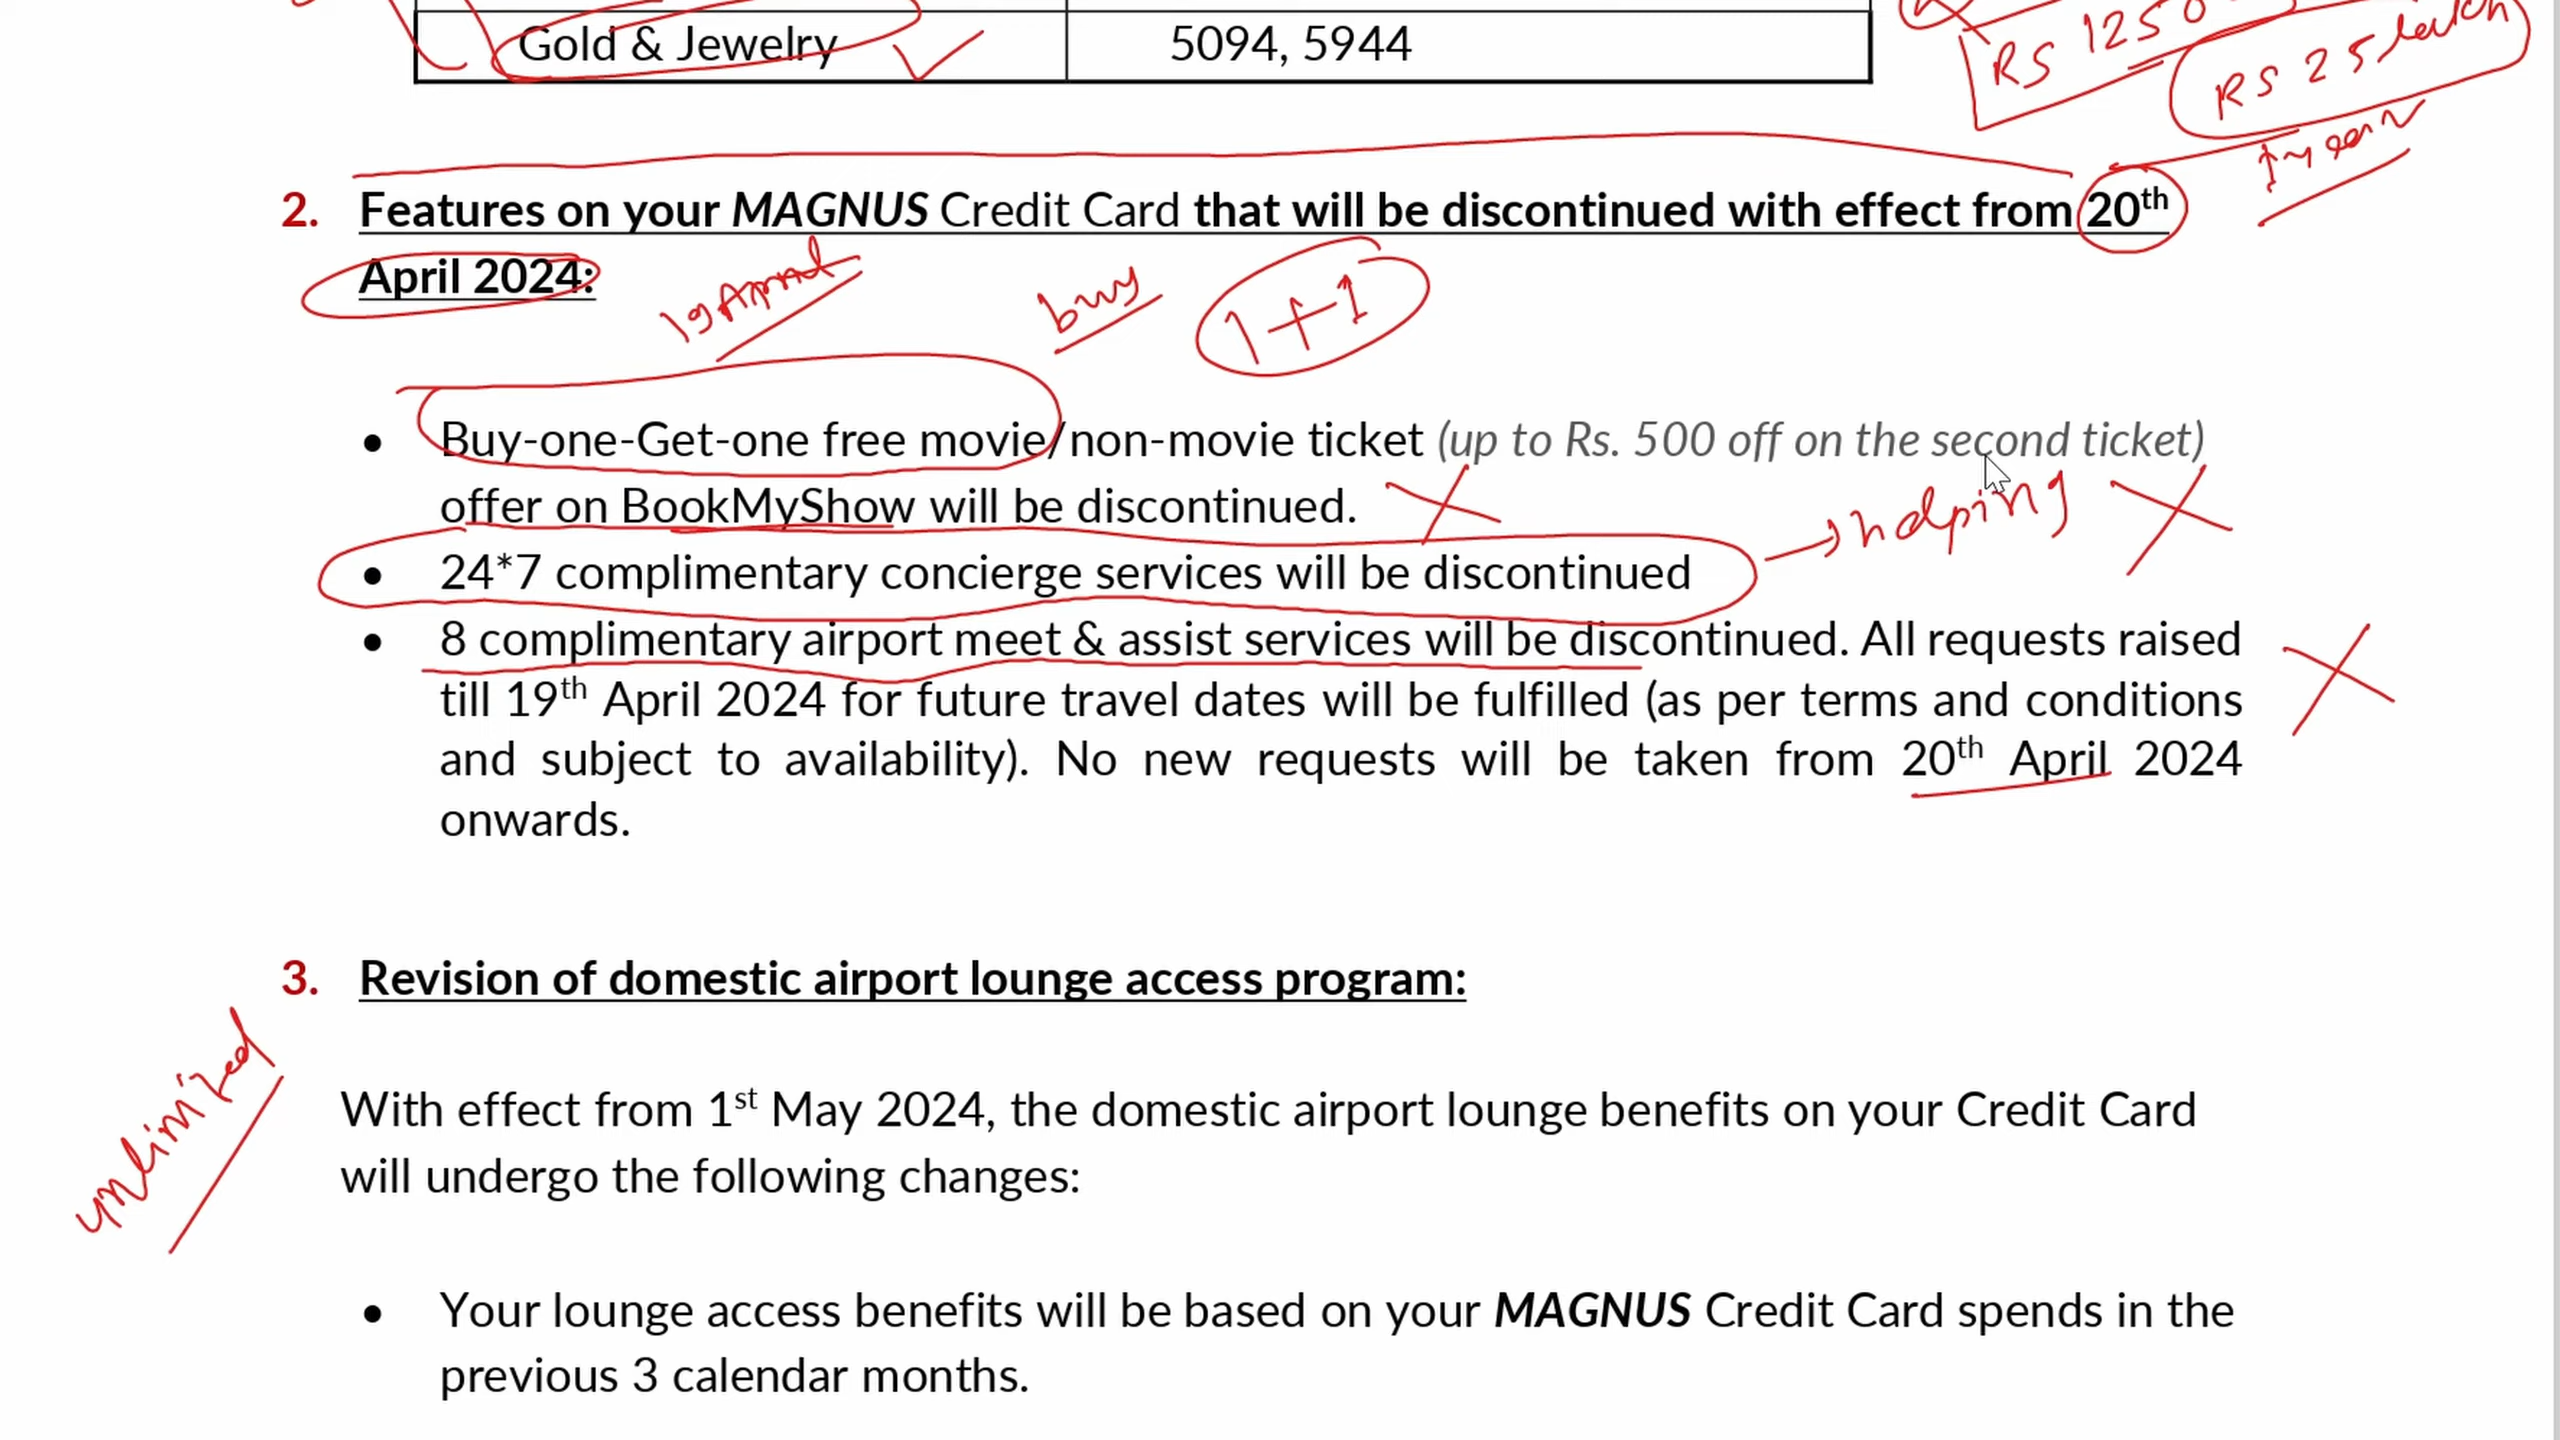 Gold & Jewelry 5094, 5944
RS 1250
RS 25 lakh
1 year
2. Features on your MAGNUS Credit Card that will be discontinued with effect from 20th
April 2024:
19 April
buy
1+1
• Buy-one-Get-one free movie/non-movie ticket (up to Rs. 500 off on the second ticket)
offer on BookMyShow will be discontinued.
→ helping
• 24*7 complimentary concierge services will be discontinued
• 8 complimentary airport meet & assist services will be discontinued. All requests raised
till 19th April 2024 for future travel dates will be fulfilled (as per terms and conditions
and subject to availability). No new requests will be taken from 20th April 2024
onwards.
3. Revision of domestic airport lounge access program:
unlimited
With effect from 1st May 2024, the domestic airport lounge benefits on your Credit Card
will undergo the following changes:
• Your lounge access benefits will be based on your MAGNUS Credit Card spends in the
previous 3 calendar months.